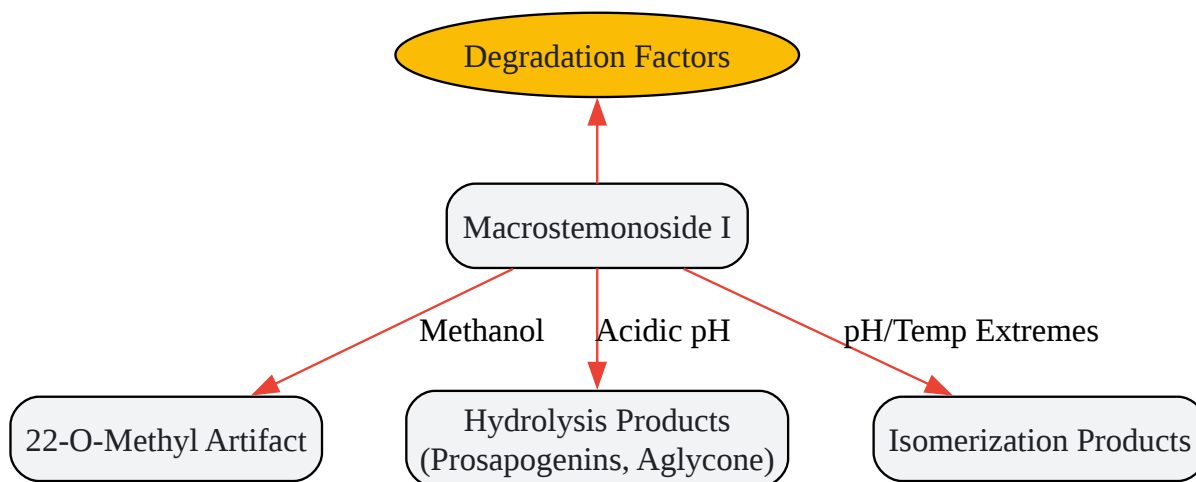 Degradation Factors
Macrostemonoside I
Methanol
Acidic pH
pH/Temp Extremes
22-O-Methyl Artifact
Hydrolysis Products
(Prosapogenins, Aglycone)
Isomerization Products